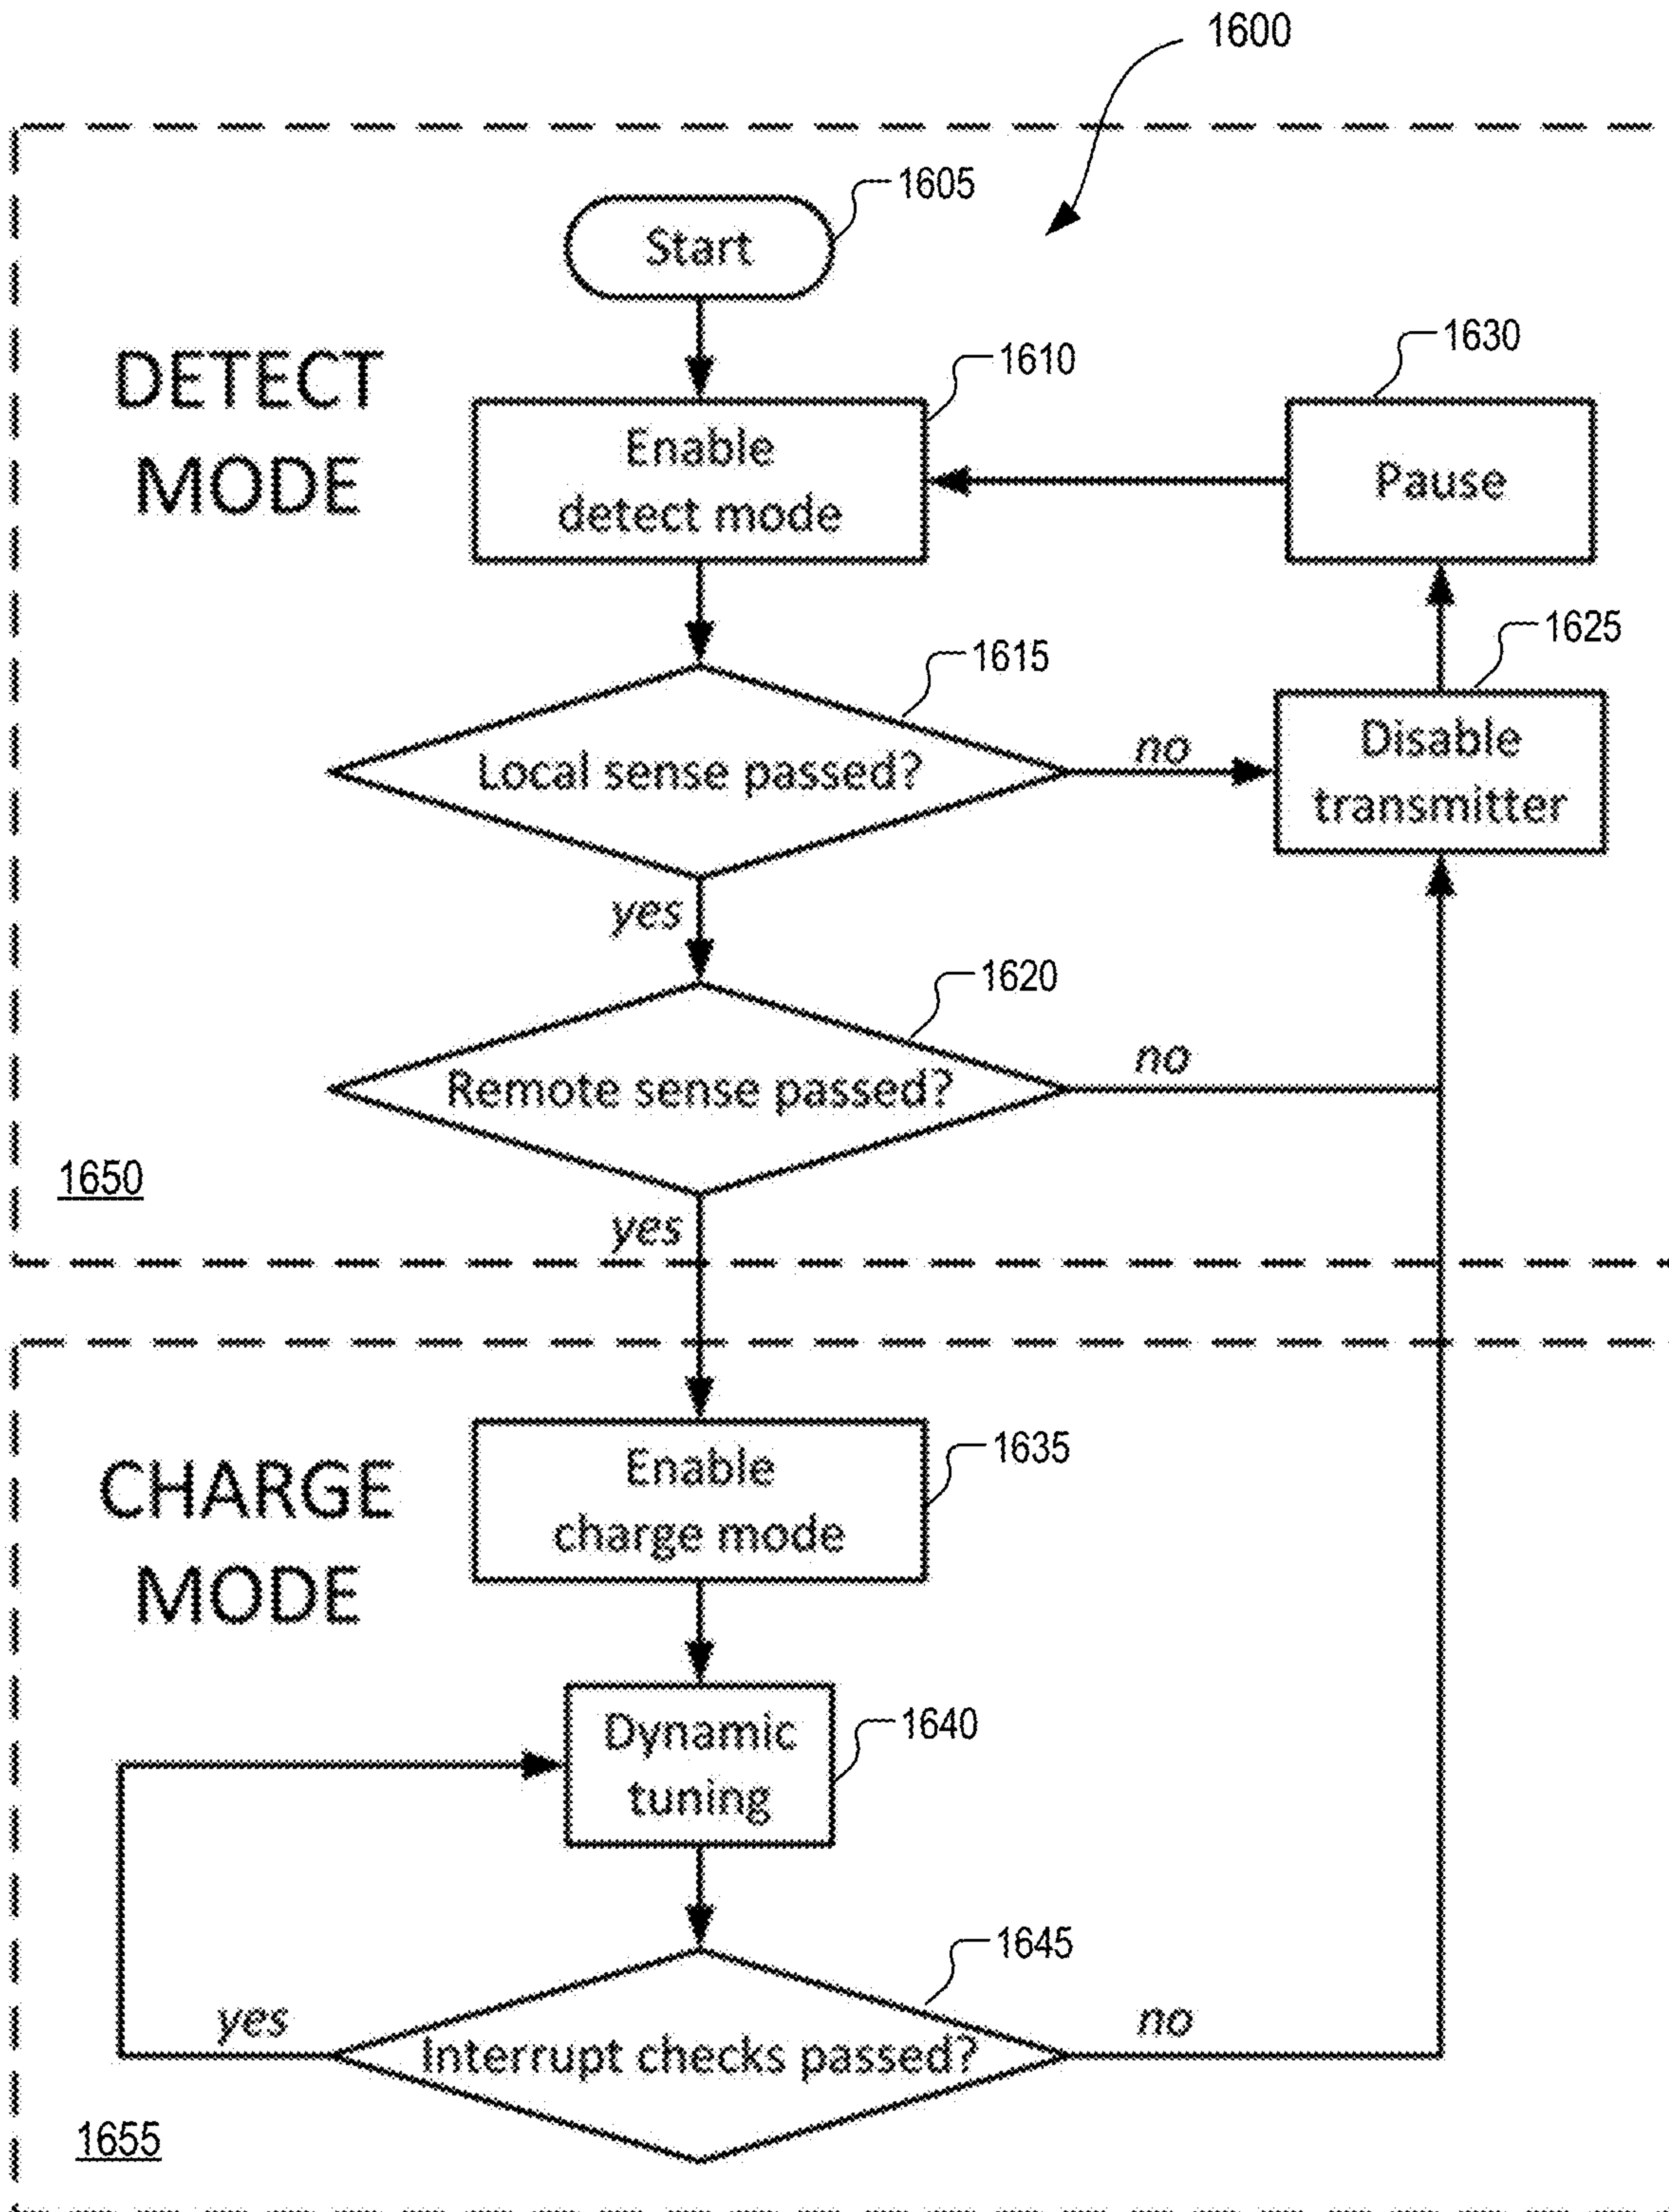 1600
1605
Start
DETECT
MODE
1610
Enable
detect mode
1630
Pause
1615
Local sense passed?
no
1625
Disable
transmitter
yes
1620
Remote sense passed?
no
1650
yes
CHARGE
MODE
1635
Enable
charge mode
1640
Dynamic
tuning
1645
Interrupt checks passed?
yes
no
1655